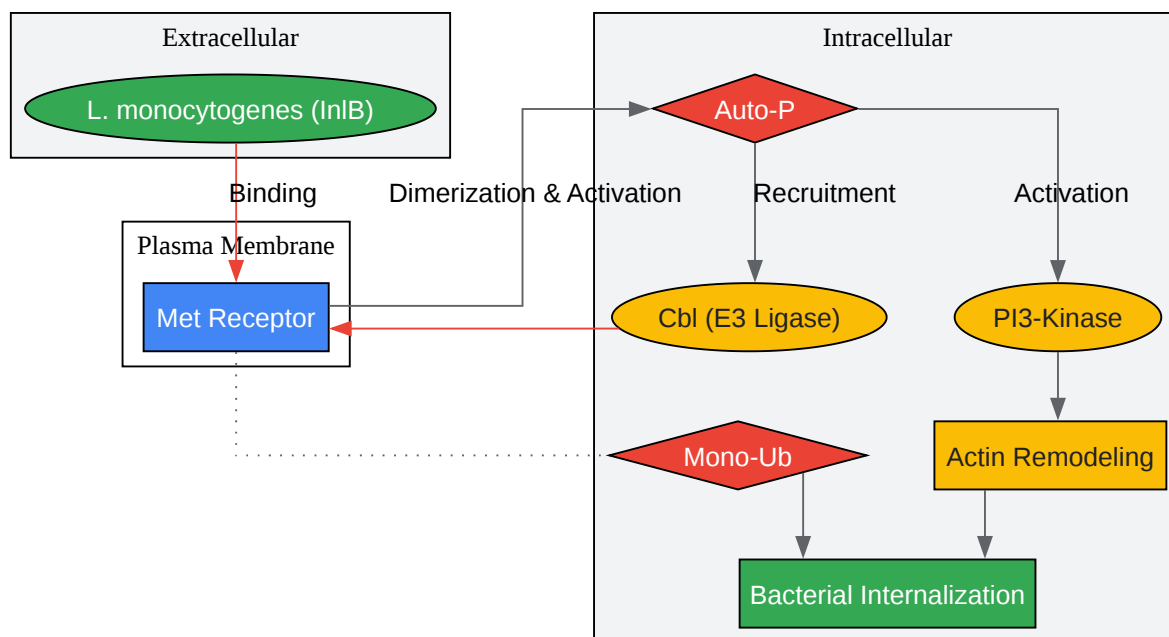 Extracellular
Intracellular
L. monocytogenes (InlB)
Auto-P
Binding
Dimerization & Activation
Recruitment
Activation
Plasma Membrane
Met Receptor
Cbl (E3 Ligase)
PI3-Kinase
Mono-Ub
Actin Remodeling
Bacterial Internalization